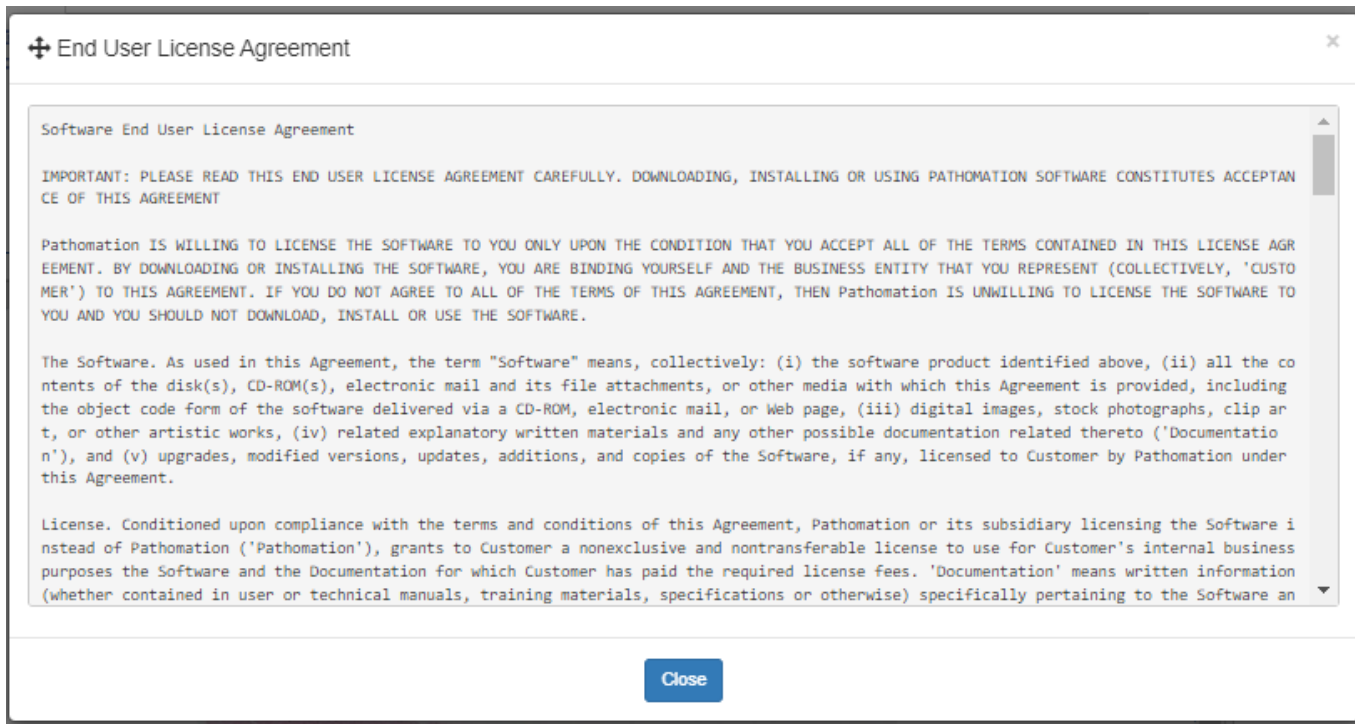 End User License Agreement
×
Software End User License Agreement
IMPORTANT: PLEASE READ THIS END USER LICENSE AGREEMENT CAREFULLY. DOWNLOADING, INSTALLING OR USING PATHOMATION SOFTWARE CONSTITUTES ACCEPTAN
CE OF THIS AGREEMENT
Pathomation IS WILLING TO LICENSE THE SOFTWARE TO YOU ONLY UPON THE CONDITION THAT YOU ACCEPT ALL OF THE TERMS CONTAINED IN THIS LICENSE AGR
EEMENT. BY DOWNLOADING OR INSTALLING THE SOFTWARE, YOU ARE BINDING YOURSELF AND THE BUSINESS ENTITY THAT YOU REPRESENT (COLLECTIVELY, 'CUSTO
MER') TO THIS AGREEMENT. IF YOU DO NOT AGREE TO ALL OF THE TERMS OF THIS AGREEMENT, THEN Pathomation IS UNWILLING TO LICENSE THE SOFTWARE TO
YOU AND YOU SHOULD NOT DOWNLOAD, INSTALL OR USE THE SOFTWARE.
The Software. As used in this Agreement, the term "Software" means, collectively: (i) the software product identified above, (ii) all the co
ntents of the disk(s), CD-ROM(s), electronic mail and its file attachments, or other media with which this Agreement is provided, including
the object code form of the software delivered via a CD-ROM, electronic mail, or Web page, (iii) digital images, stock photographs, clip ar
t, or other artistic works, (iv) related explanatory written materials and any other possible documentation related thereto ('Documentatio
n'), and (v) upgrades, modified versions, updates, additions, and copies of the Software, if any, licensed to Customer by Pathomation under
this Agreement.
License. Conditioned upon compliance with the terms and conditions of this Agreement, Pathomation or its subsidiary licensing the Software i
nstead of Pathomation ('Pathomation'), grants to Customer a nonexclusive and nontransferable license to use for Customer's internal business
purposes the Software and the Documentation for which Customer has paid the required license fees. 'Documentation' means written information
(whether contained in user or technical manuals, training materials, specifications or otherwise) specifically pertaining to the Software an
Close